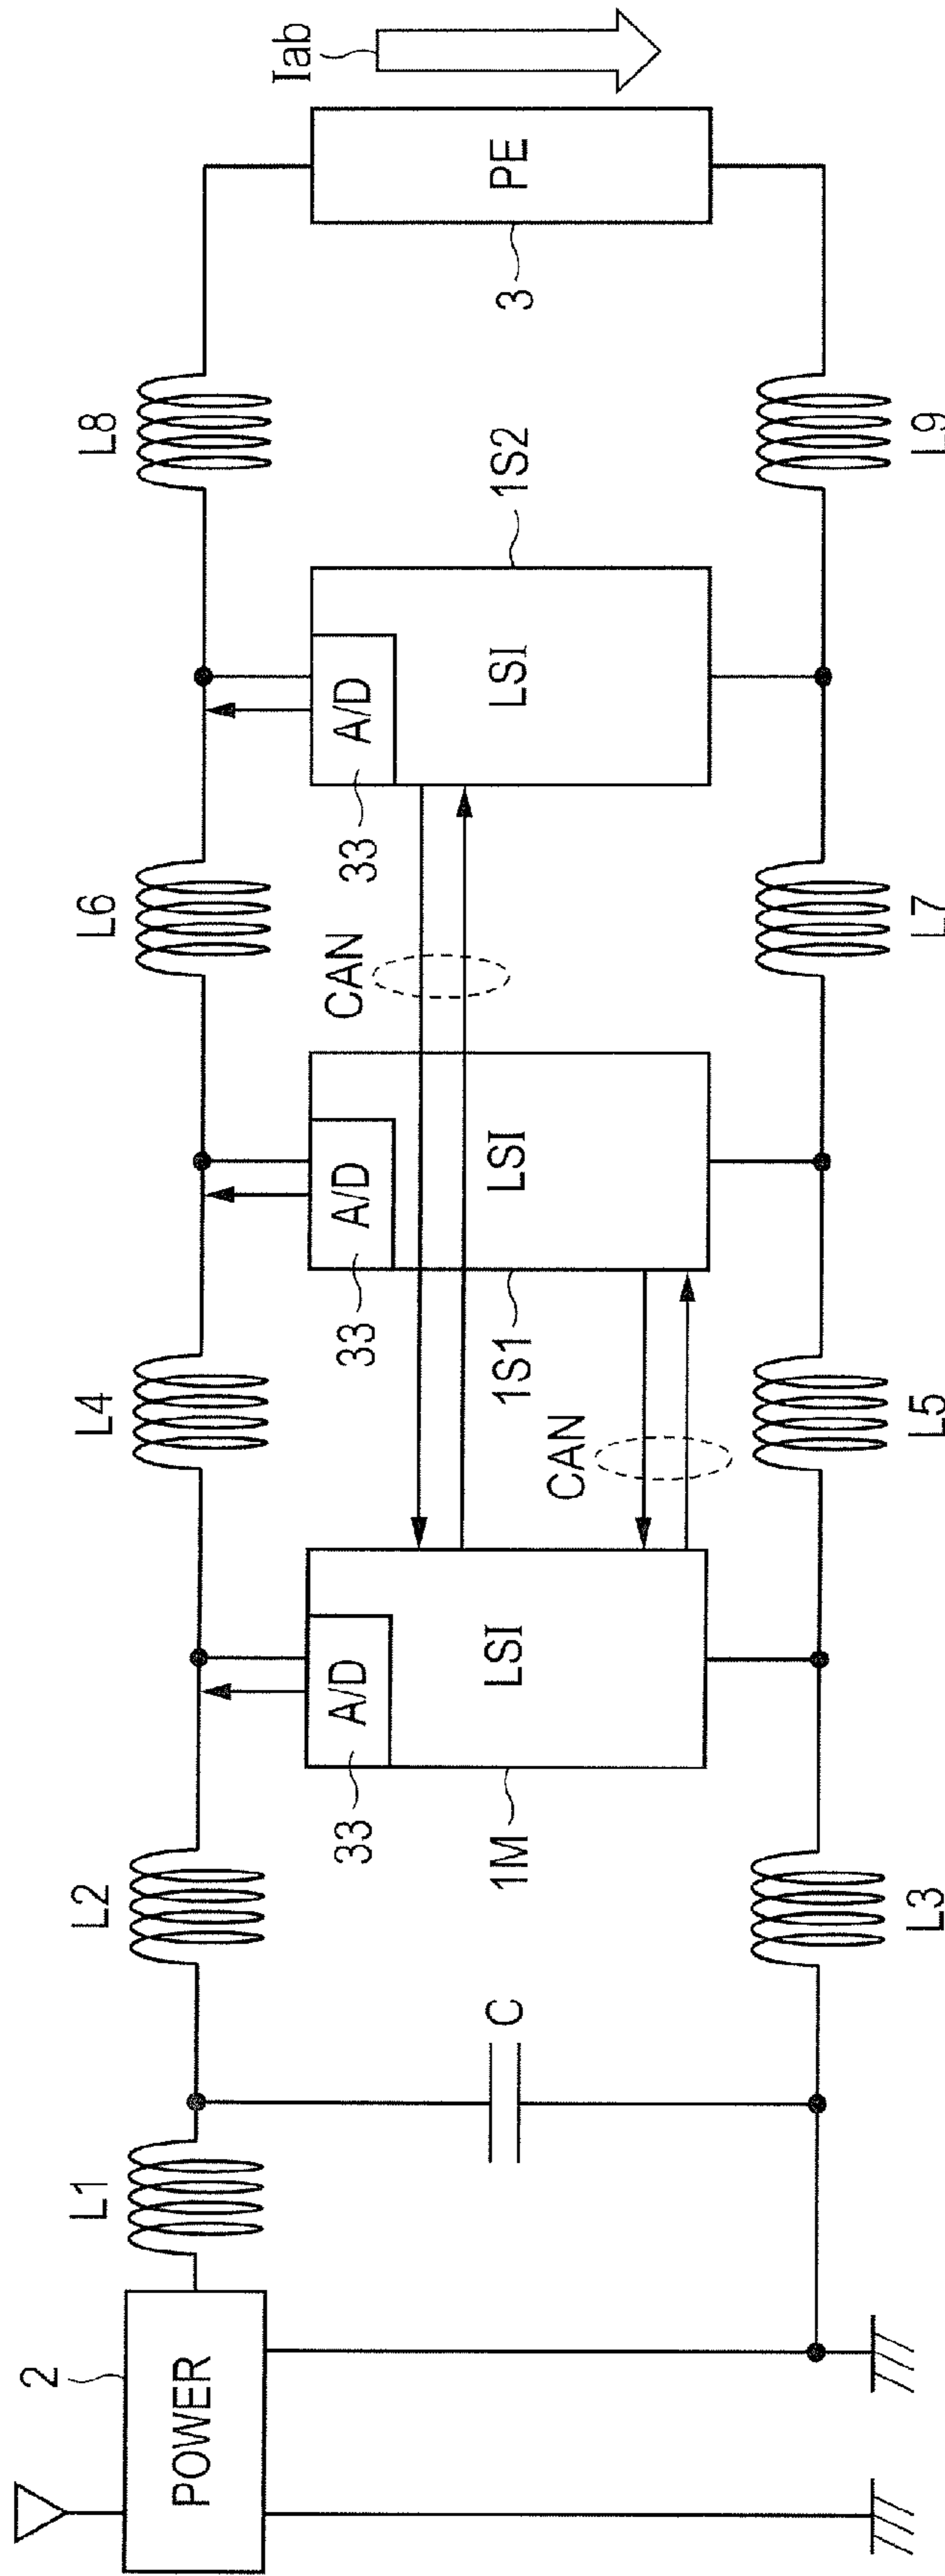 2
POWER
L1
L2
L4
L6
L8
Iab
C
33
A/D
LSI
1M
33
A/D
LSI
1S1
33
A/D
LSI
1S2
CAN
CAN
PE
3
L3
L5
L7
L9